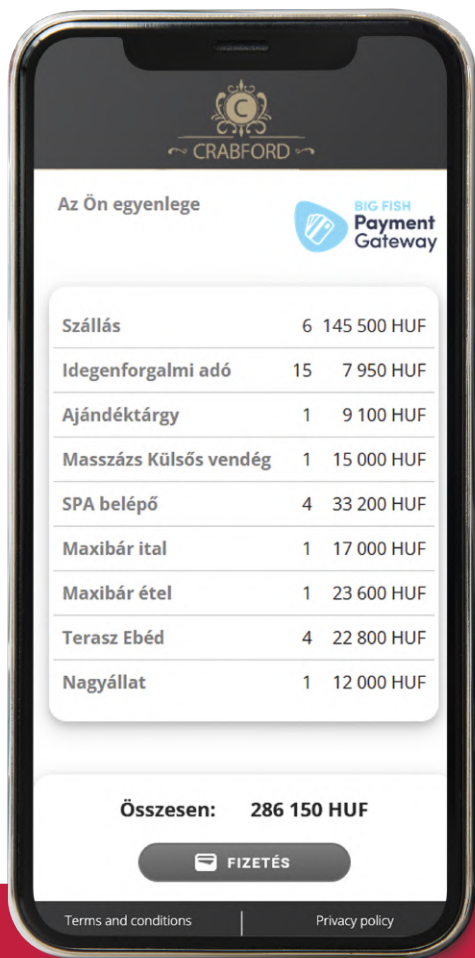 C
CRABFORD
Az Ön egyenlege
BIG FISH
Payment
Gateway
Szállás 6 145 500 HUF
Idegenforgalmi adó 15 7 950 HUF
Ajándéktárgy 1 9 100 HUF
Masszázs Külsős vendég 1 15 000 HUF
SPA belépő 4 33 200 HUF
Maxibár ital 1 17 000 HUF
Maxibár étel 1 23 600 HUF
Terasz Ebéd 4 22 800 HUF
Nagyállat 1 12 000 HUF
Összesen: 286 150 HUF
FIZETÉS
Terms and conditions | Privacy policy